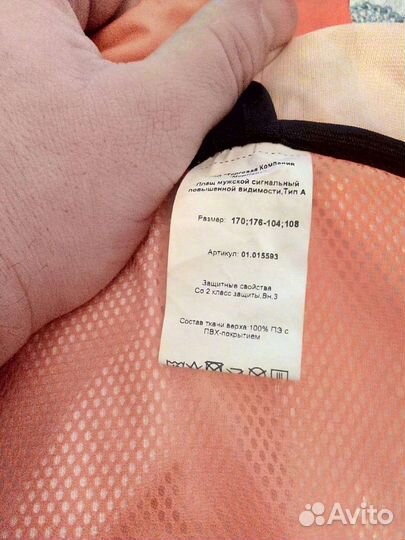 Торговая Компания
Плащ мужской сигнальный
повышенной видимости,Тип А
Размер: 170;176-104;108
Артикул: 01.015593
Защитные свойства
Со 2 класс защиты,Вн.3
Состав ткани верха 100% ПЭ с
ПВХ-покрытием
Avito